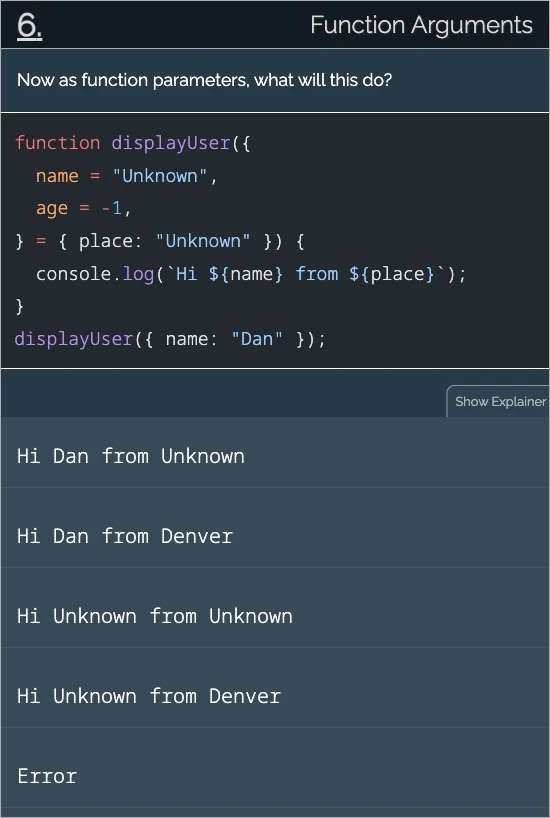 6.
Function Arguments
Now as function parameters, what will this do?
function displayUser({
  name = "Unknown",
  age = -1,
} = { place: "Unknown" }) {
  console.log(`Hi ${name} from ${place}`);
}
displayUser({ name: "Dan" });
Show Explainer
Hi Dan from Unknown
Hi Dan from Denver
Hi Unknown from Unknown
Hi Unknown from Denver
Error